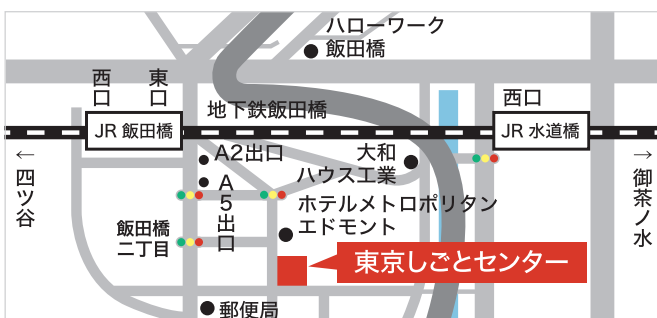 ハローワーク
飯田橋
西口
東口
地下鉄飯田橋
西口
JR 飯田橋
JR 水道橋
← 四ツ谷
A2出口
A5出口
大和
ハウス工業
→ 御茶ノ水
ホテルメトロポリタン
エドモント
飯田橋
二丁目
東京しごとセンター
郵便局